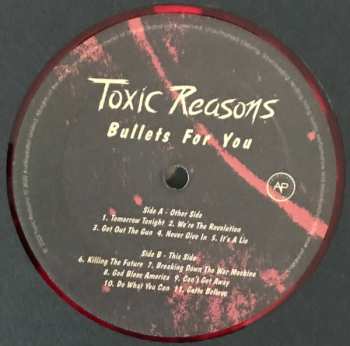 Toxic Reasons
Bullets For You
AP
Side A - Other Side
1. Tomorrow Tonight 2. We're The Revolution
3. Got Out The Gun 4. Never Give In 5. It's A Lie
Side B - This Side
6. Killing The Future 7. Breaking Down The War Machine
8. God Bless America 9. Can't Get Away
10. Do What You Can 11. Gotta Believe